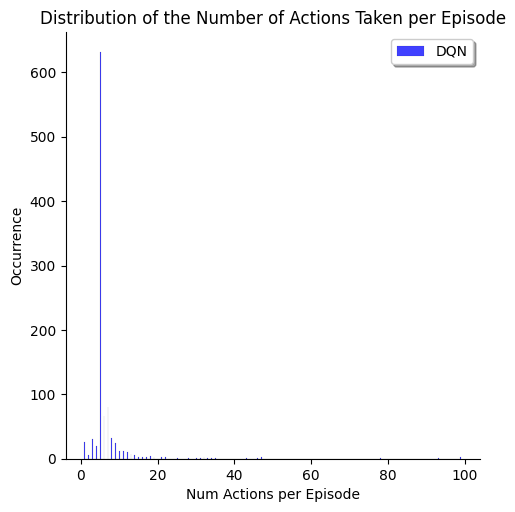 Distribution of the Number of Actions Taken per Episode
DQN
600
500
400
300
200
100
0
Occurrence
0 20 40 60 80 100
Num Actions per Episode